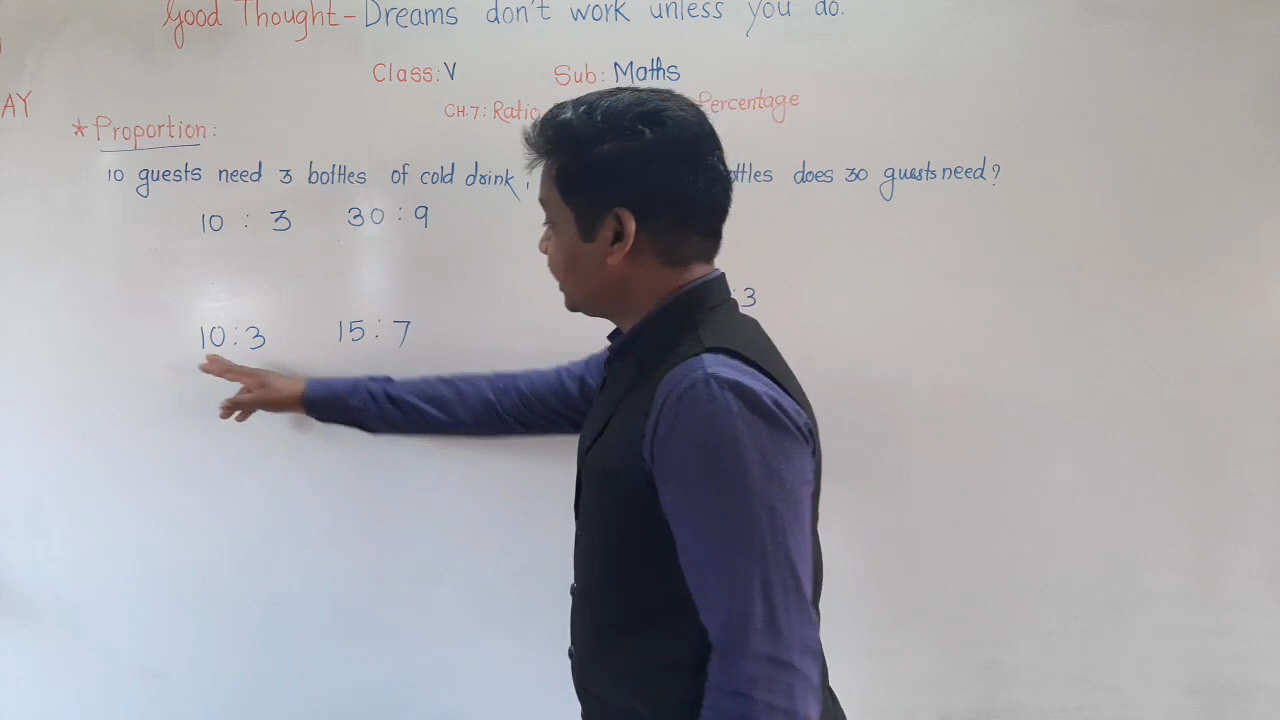 Good Thought - Dreams don't work unless you do.
Class: V Sub: Maths
AY
CH.7: Ratio Percentage
* Proportion:
10 guests need 3 bottles of cold drink, ttles does 30 guests need?
10 : 3 30 : 9
:3
10:3 15:7